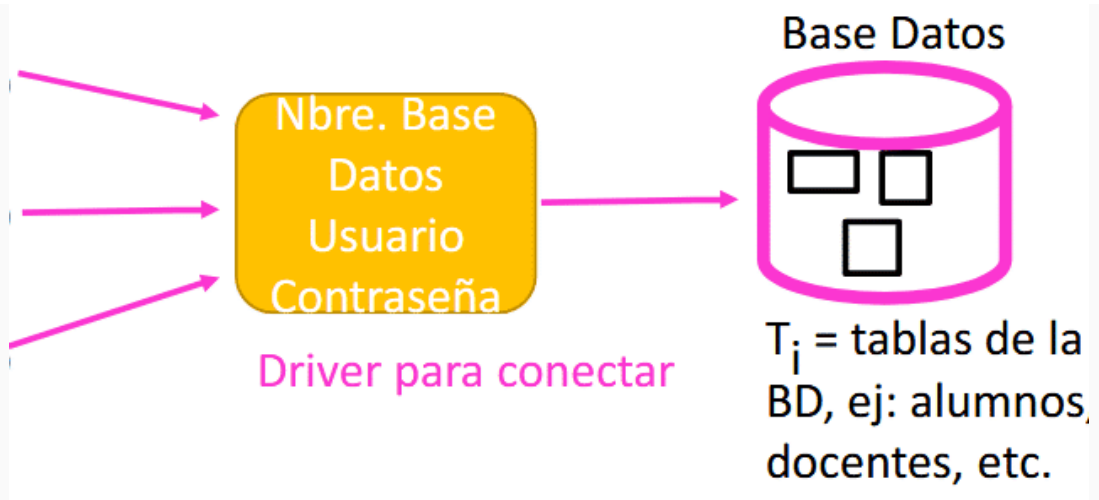 Base Datos
Nbre. Base
Datos
Usuario
Contraseña
Driver para conectar
Ti = tablas de la
BD, ej: alumnos,
docentes, etc.